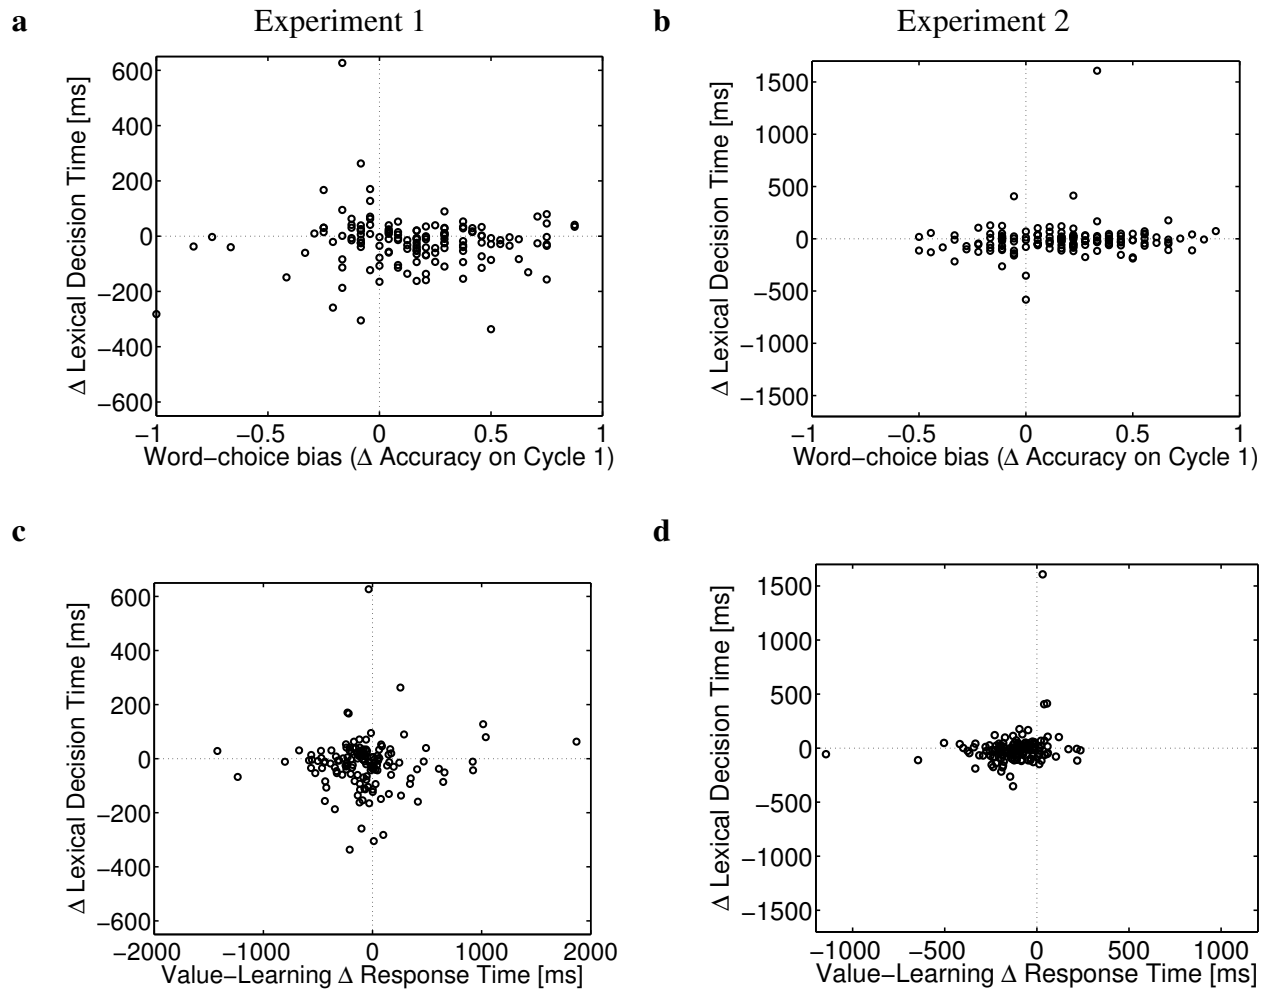 a Experiment 1
600
400
200
0
−200
−400
−600
Δ Lexical Decision Time [ms]
−1 −0.5 0 0.5 1
Word−choice bias (Δ Accuracy on Cycle 1)
b Experiment 2
1500
1000
500
0
−500
−1000
−1500
Δ Lexical Decision Time [ms]
−1 −0.5 0 0.5 1
Word−choice bias (Δ Accuracy on Cycle 1)
c
600
400
200
0
−200
−400
−600
Δ Lexical Decision Time [ms]
−2000 −1000 0 1000 2000
Value−Learning Δ Response Time [ms]
d
1500
1000
500
0
−500
−1000
−1500
Δ Lexical Decision Time [ms]
−1000 −500 0 500 1000
Value−Learning Δ Response Time [ms]